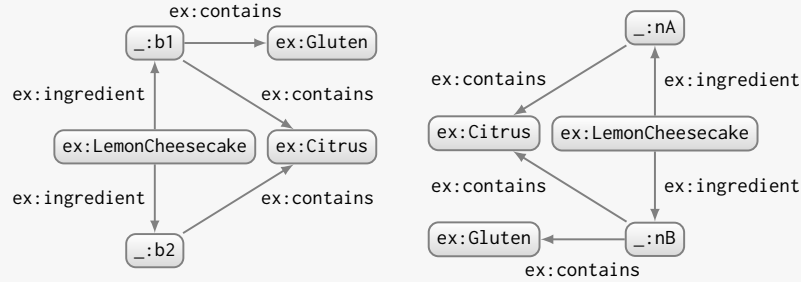 ex:contains
_:b1
ex:Gluten
ex:ingredient
ex:contains
ex:LemonCheesecake
ex:Citrus
ex:ingredient
ex:contains
_:b2
_:nA
ex:contains
ex:ingredient
ex:Citrus
ex:LemonCheesecake
ex:contains
ex:ingredient
ex:Gluten
_:nB
ex:contains